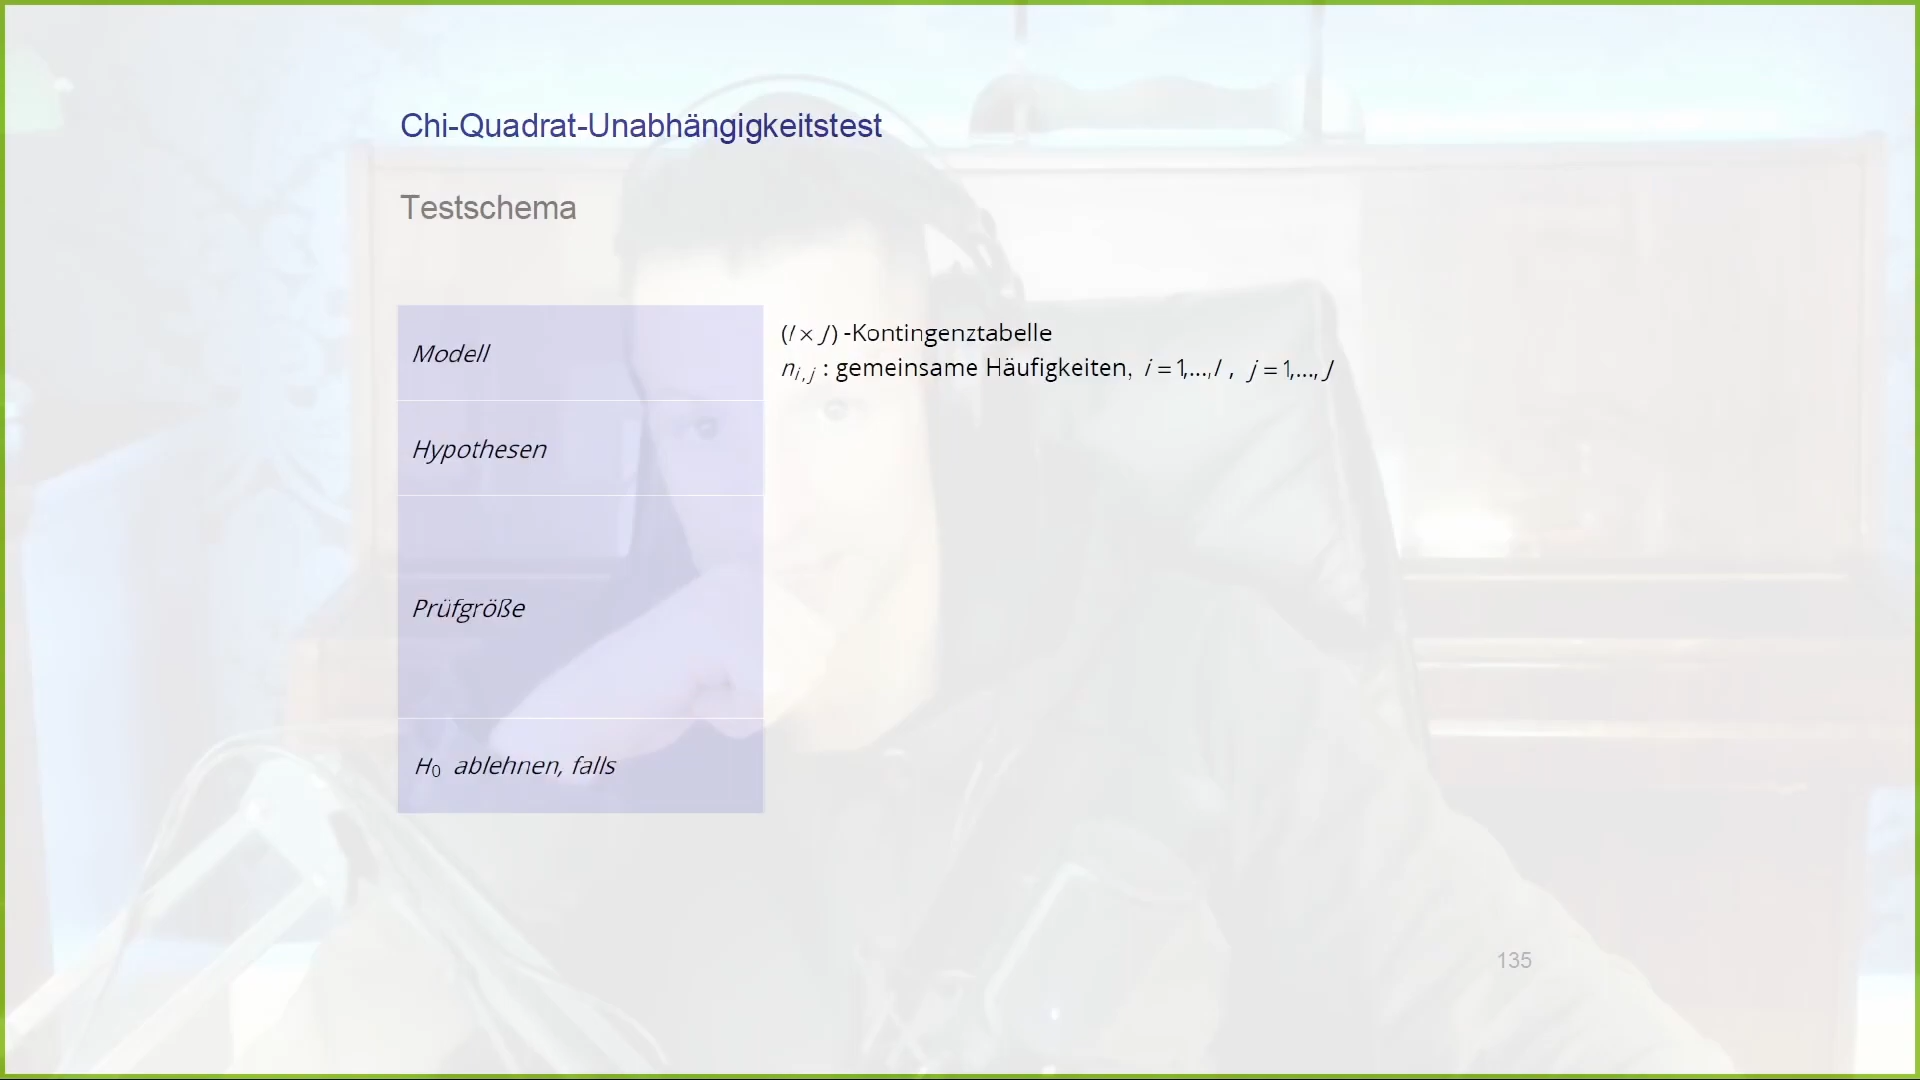 Chi-Quadrat-Unabhängigkeitstest
Testschema
Modell
(I × J) -Kontingenztabelle
n_{i,j} : gemeinsame Häufigkeiten, i = 1,...,I , j = 1,...,J
Hypothesen
Prüfgröße
H₀ ablehnen, falls
135